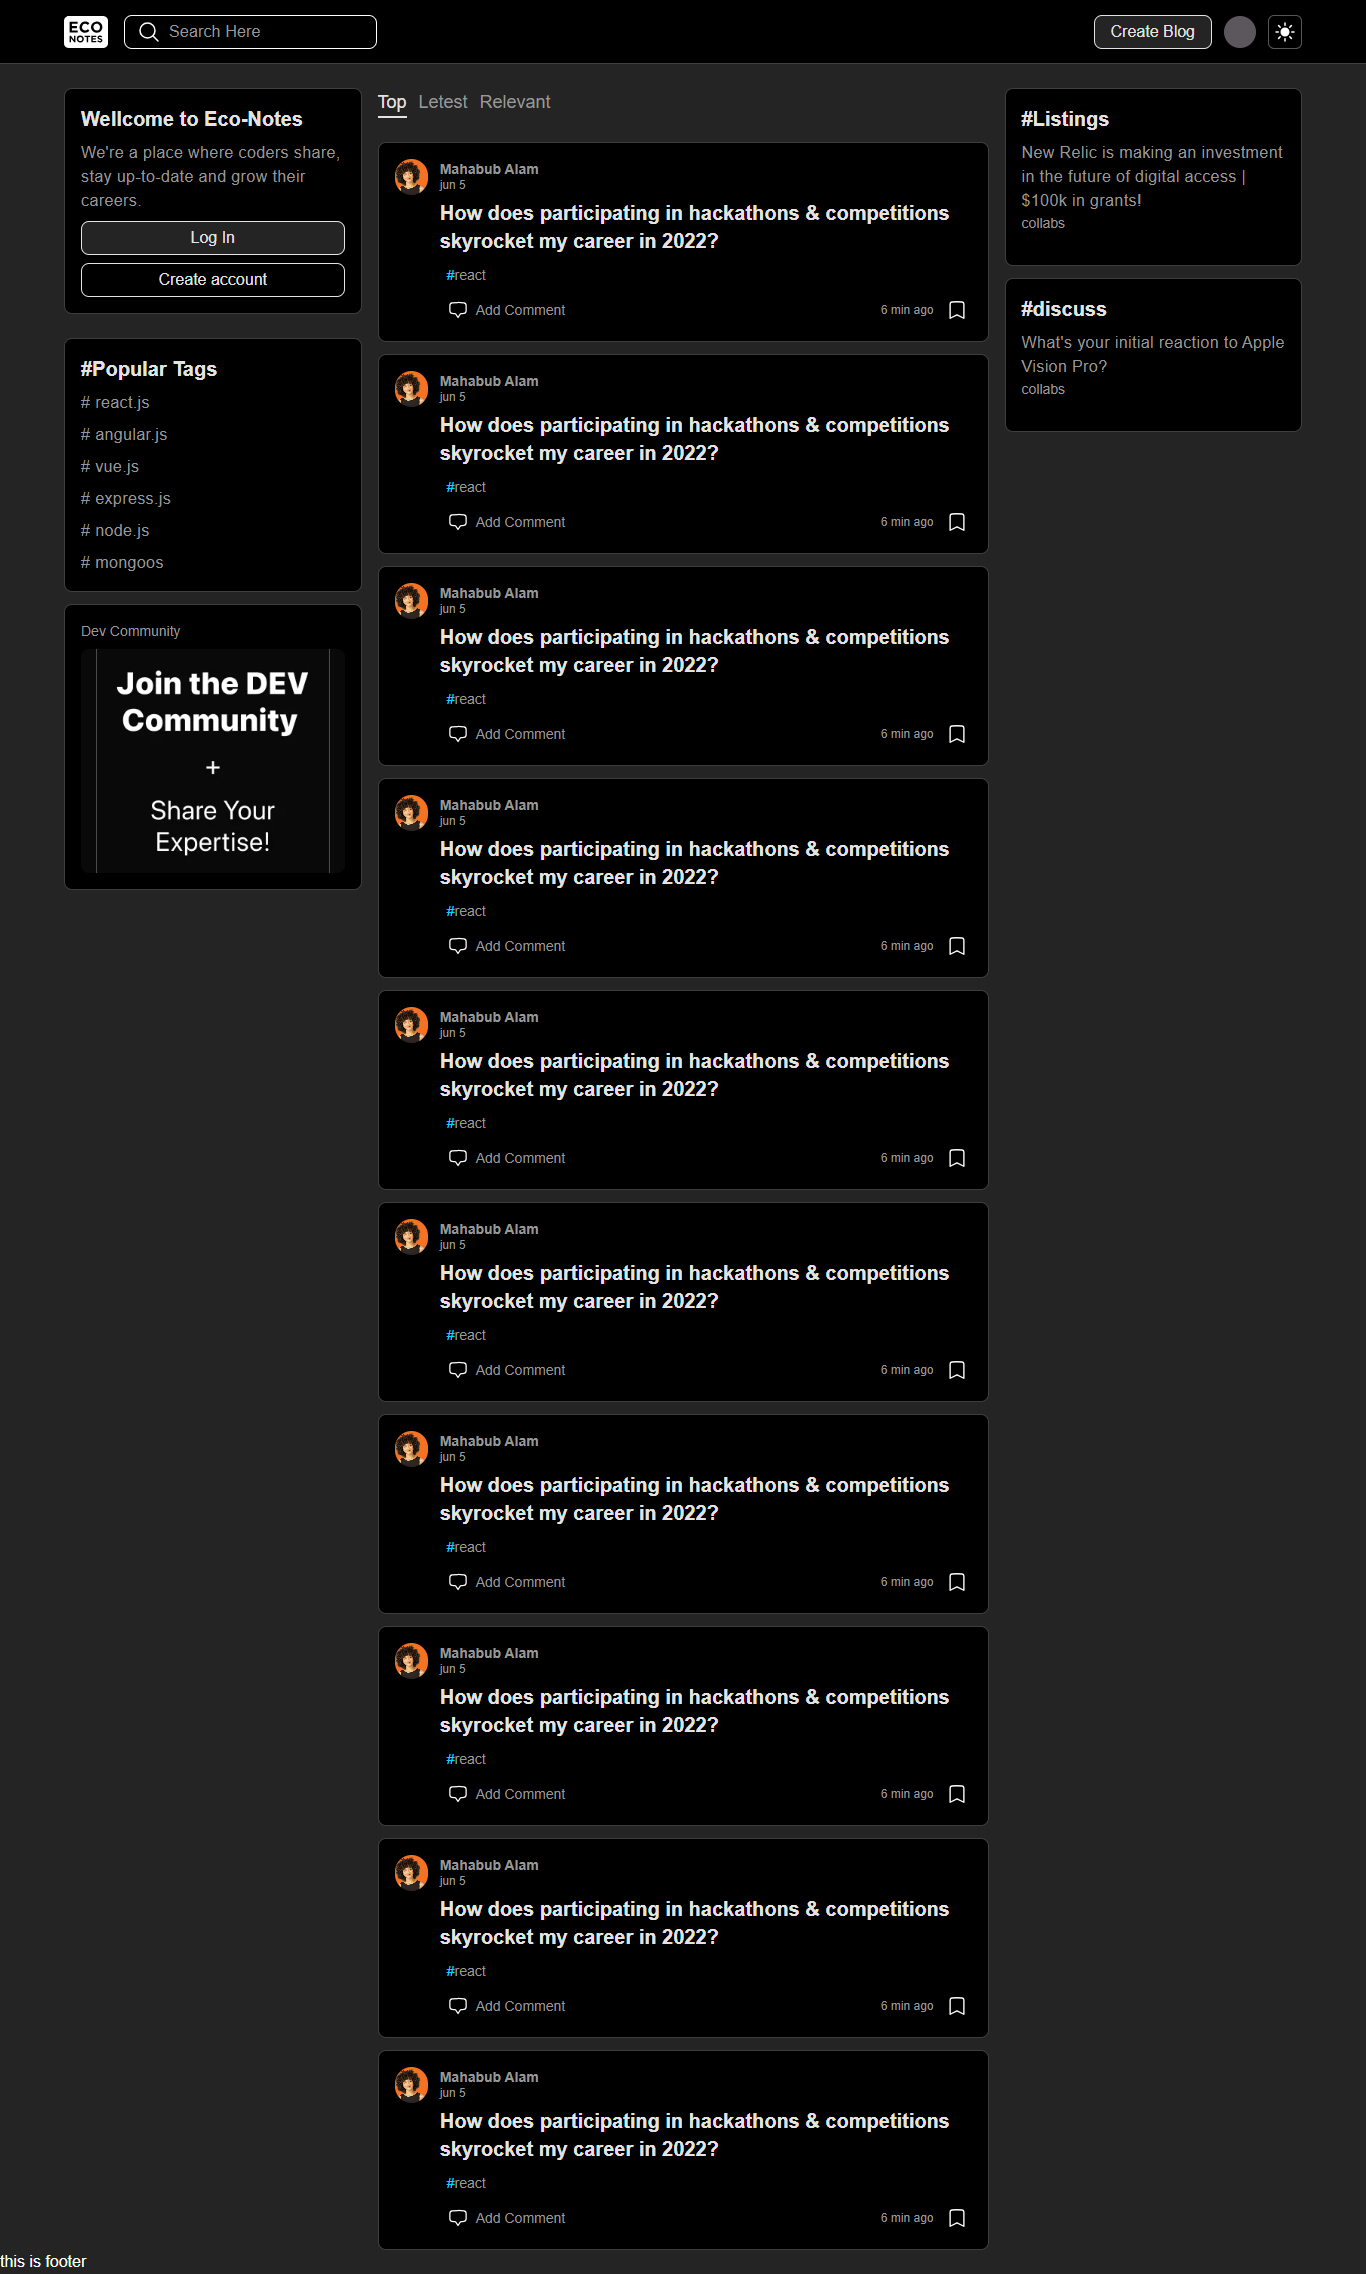 ECO
NOTES
Search Here
Create Blog
Wellcome to Eco-Notes
We're a place where coders share,
stay up-to-date and grow their
careers.
Log In
Create account
#Popular Tags
# react.js
# angular.js
# vue.js
# express.js
# node.js
# mongoos
Dev Community
Join the DEV
Community
+
Share Your
Expertise!
Top Letest Relevant
Mahabub Alam
jun 5
How does participating in hackathons & competitions
skyrocket my career in 2022?
#react
Add Comment 6 min ago
Mahabub Alam
jun 5
How does participating in hackathons & competitions
skyrocket my career in 2022?
#react
Add Comment 6 min ago
Mahabub Alam
jun 5
How does participating in hackathons & competitions
skyrocket my career in 2022?
#react
Add Comment 6 min ago
Mahabub Alam
jun 5
How does participating in hackathons & competitions
skyrocket my career in 2022?
#react
Add Comment 6 min ago
Mahabub Alam
jun 5
How does participating in hackathons & competitions
skyrocket my career in 2022?
#react
Add Comment 6 min ago
Mahabub Alam
jun 5
How does participating in hackathons & competitions
skyrocket my career in 2022?
#react
Add Comment 6 min ago
Mahabub Alam
jun 5
How does participating in hackathons & competitions
skyrocket my career in 2022?
#react
Add Comment 6 min ago
Mahabub Alam
jun 5
How does participating in hackathons & competitions
skyrocket my career in 2022?
#react
Add Comment 6 min ago
Mahabub Alam
jun 5
How does participating in hackathons & competitions
skyrocket my career in 2022?
#react
Add Comment 6 min ago
Mahabub Alam
jun 5
How does participating in hackathons & competitions
skyrocket my career in 2022?
#react
Add Comment 6 min ago
#Listings
New Relic is making an investment
in the future of digital access |
$100k in grants!
collabs
#discuss
What's your initial reaction to Apple
Vision Pro?
collabs
this is footer